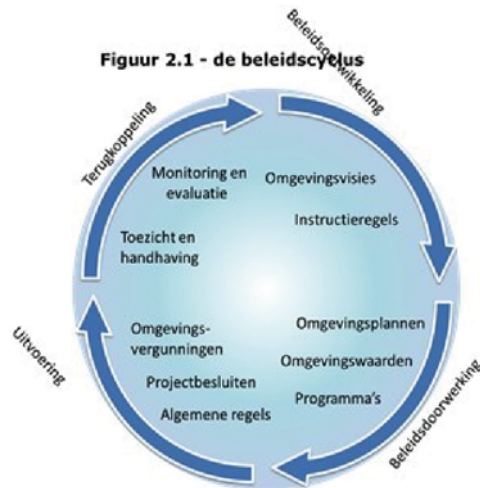 Figuur 2.1 - de beleidscyclus
Beleidsontwikkeling
Terugkoppeling
Monitoring en
evaluatie
Omgevingsvisies
Instructieregels
Toezicht en
handhaving
Omgevings-
vergunningen
Projectbesluiten
Algemene regels
Omgevingsplannen
Omgevingswaarden
Programma's
Uitvoering
Beleidsdoorwerking